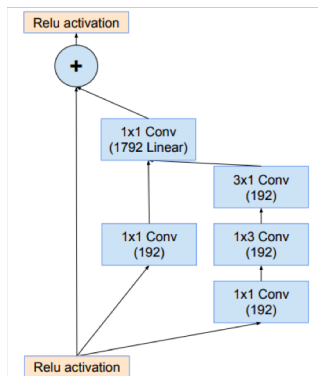 Relu activation
+
1x1 Conv
(1792 Linear)
3x1 Conv
(192)
1x1 Conv
(192)
1x3 Conv
(192)
1x1 Conv
(192)
Relu activation